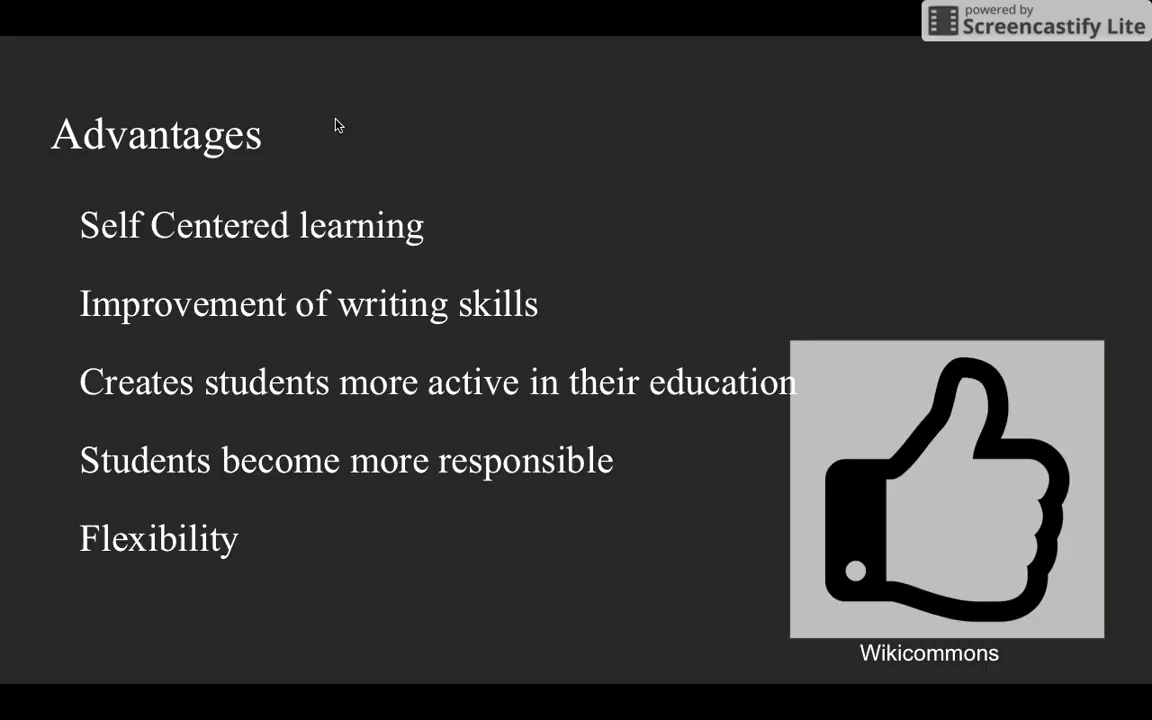 powered by
Screencastify Lite
Advantages
Self Centered learning
Improvement of writing skills
Creates students more active in their education
Students become more responsible
Flexibility
Wikicommons